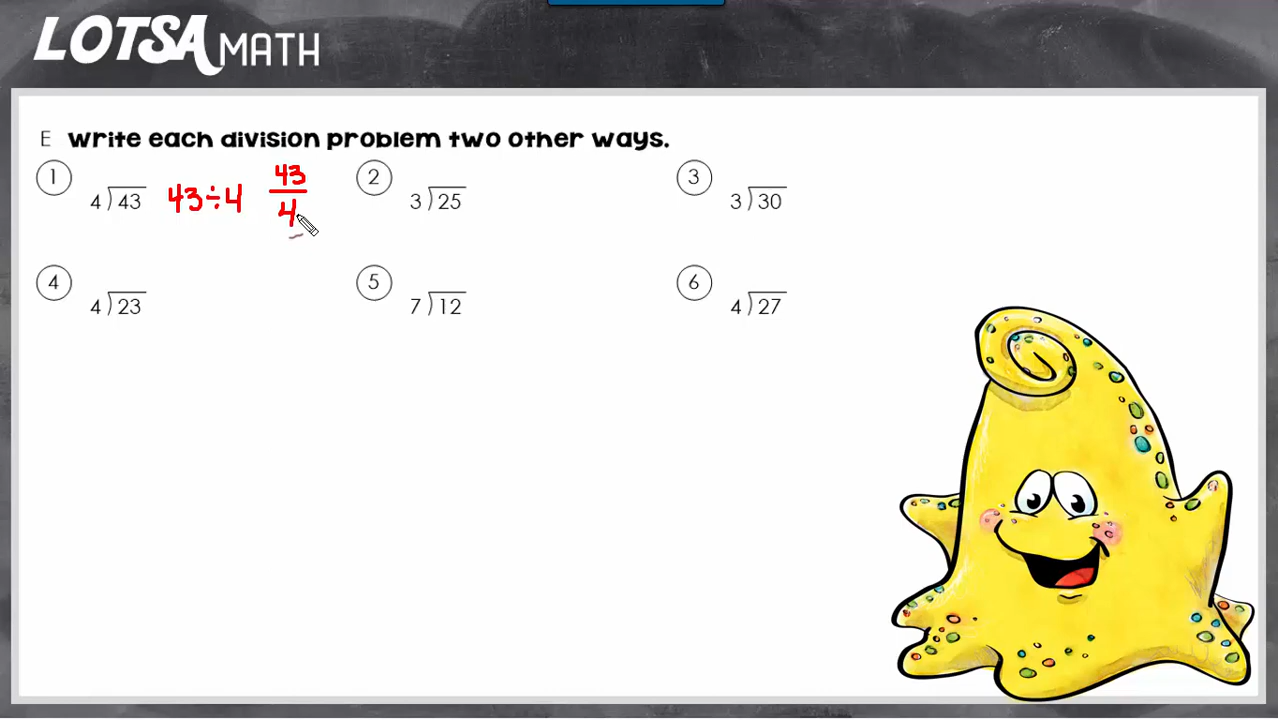 LOTSA MATH
E Write each division problem two other ways.
1 4)43 43÷4 43/4
2 3)25
3 3)30
4 4)23
5 7)12
6 4)27